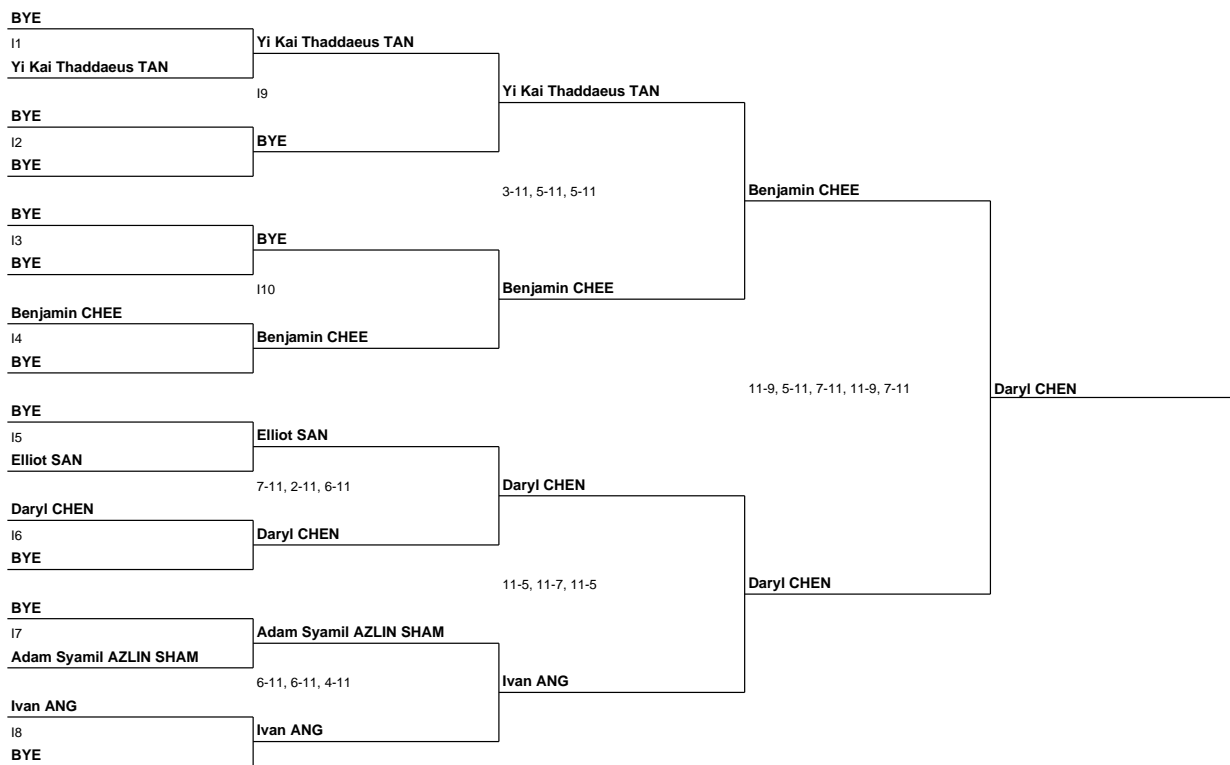 BYE
I1
Yi Kai Thaddaeus TAN
Yi Kai Thaddaeus TAN
I9
Yi Kai Thaddaeus TAN
BYE
I2
BYE
BYE
3-11, 5-11, 5-11
Benjamin CHEE
BYE
I3
BYE
BYE
I10
Benjamin CHEE
Benjamin CHEE
I4
Benjamin CHEE
BYE
11-9, 5-11, 7-11, 11-9, 7-11
Daryl CHEN
BYE
I5
Elliot SAN
Elliot SAN
7-11, 2-11, 6-11
Daryl CHEN
Daryl CHEN
I6
Daryl CHEN
BYE
11-5, 11-7, 11-5
Daryl CHEN
BYE
I7
Adam Syamil AZLIN SHAM
Adam Syamil AZLIN SHAM
6-11, 6-11, 4-11
Ivan ANG
Ivan ANG
I8
Ivan ANG
BYE